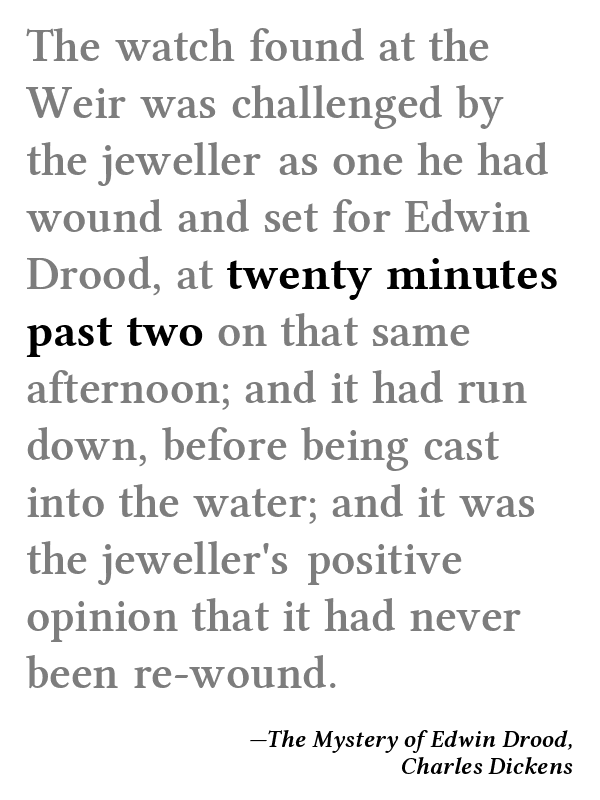 The watch found at the
Weir was challenged by
the jeweller as one he had
wound and set for Edwin
Drood, at twenty minutes
past two on that same
afternoon; and it had run
down, before being cast
into the water; and it was
the jeweller's positive
opinion that it had never
been re-wound.
—The Mystery of Edwin Drood,
Charles Dickens